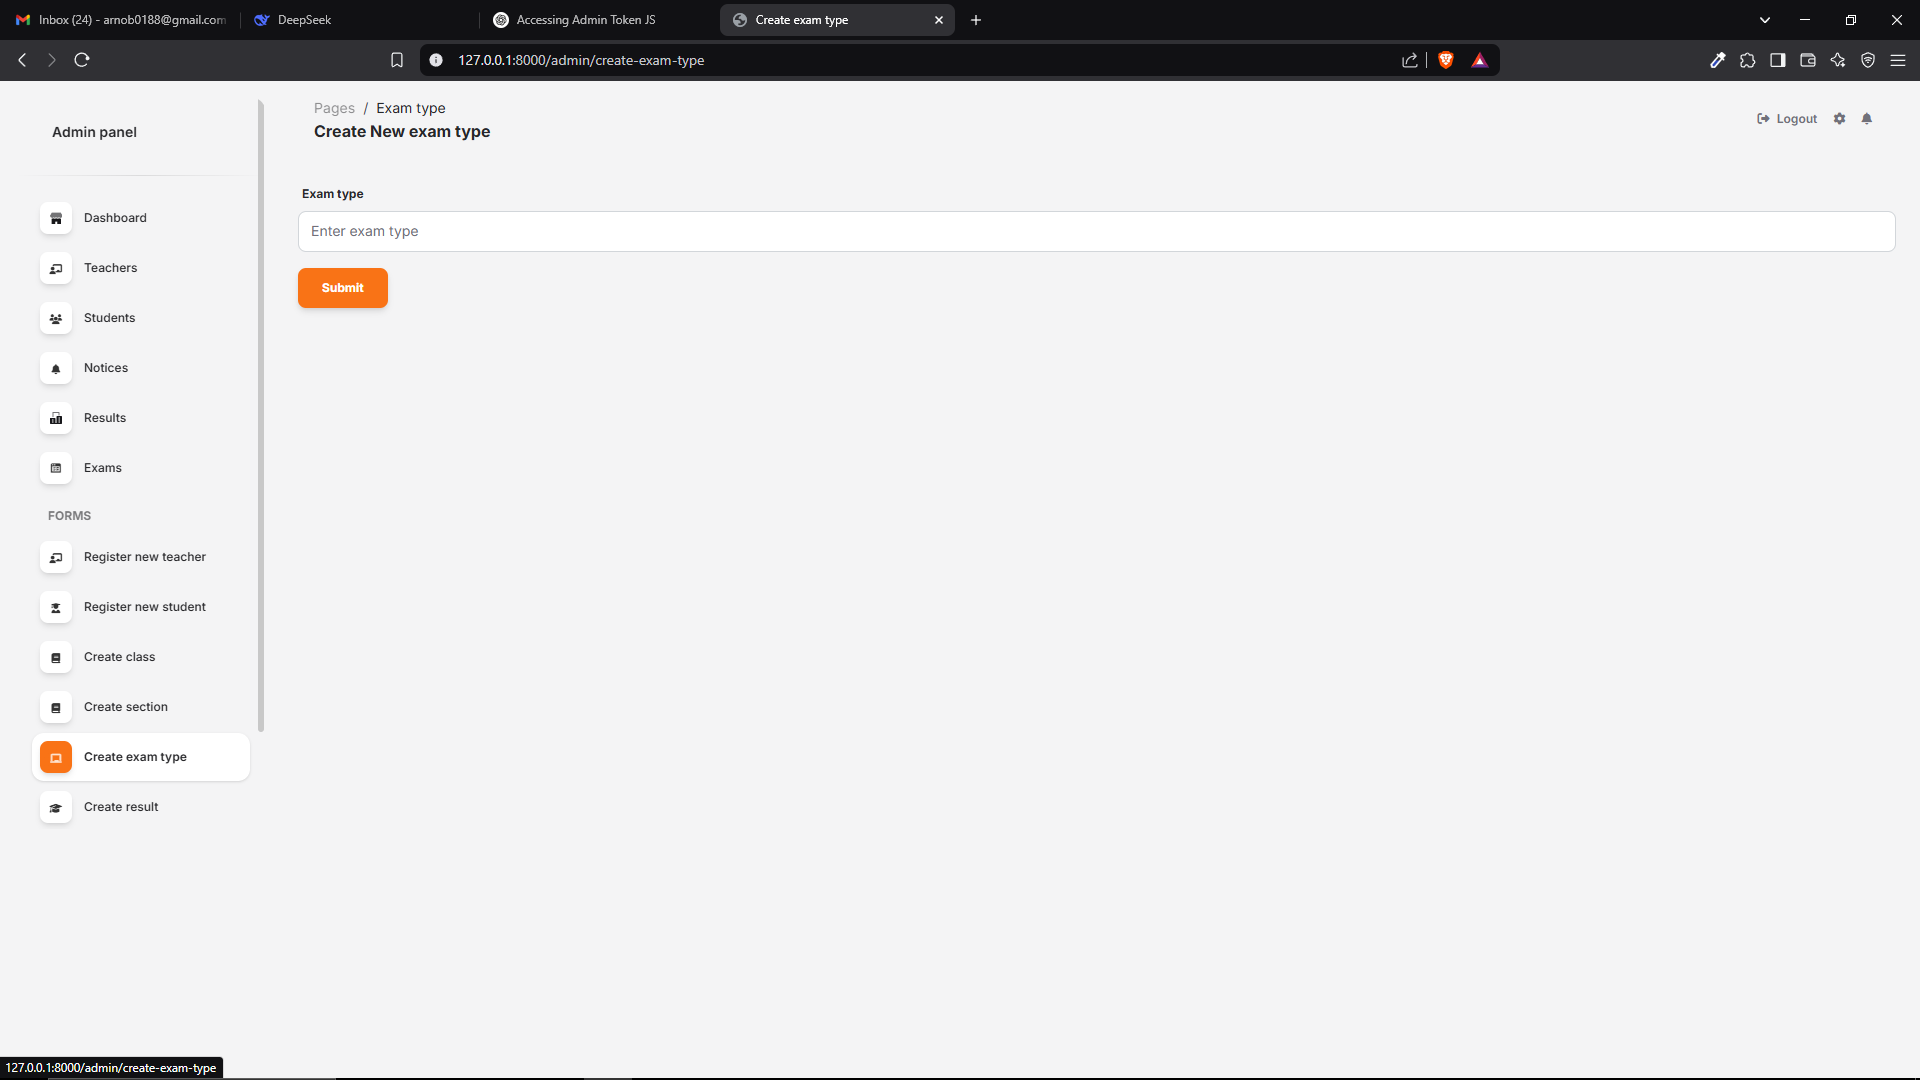 Inbox (24) - arnob0188@gmail.com
DeepSeek
Accessing Admin Token JS
Create exam type
127.0.0.1:8000/admin/create-exam-type
Admin panel
Pages / Exam type
Create New exam type
Logout
Dashboard
Teachers
Students
Notices
Results
Exams
FORMS
Register new teacher
Register new student
Create class
Create section
Create exam type
Create result
Exam type
Enter exam type
Submit
127.0.0.1:8000/admin/create-exam-type